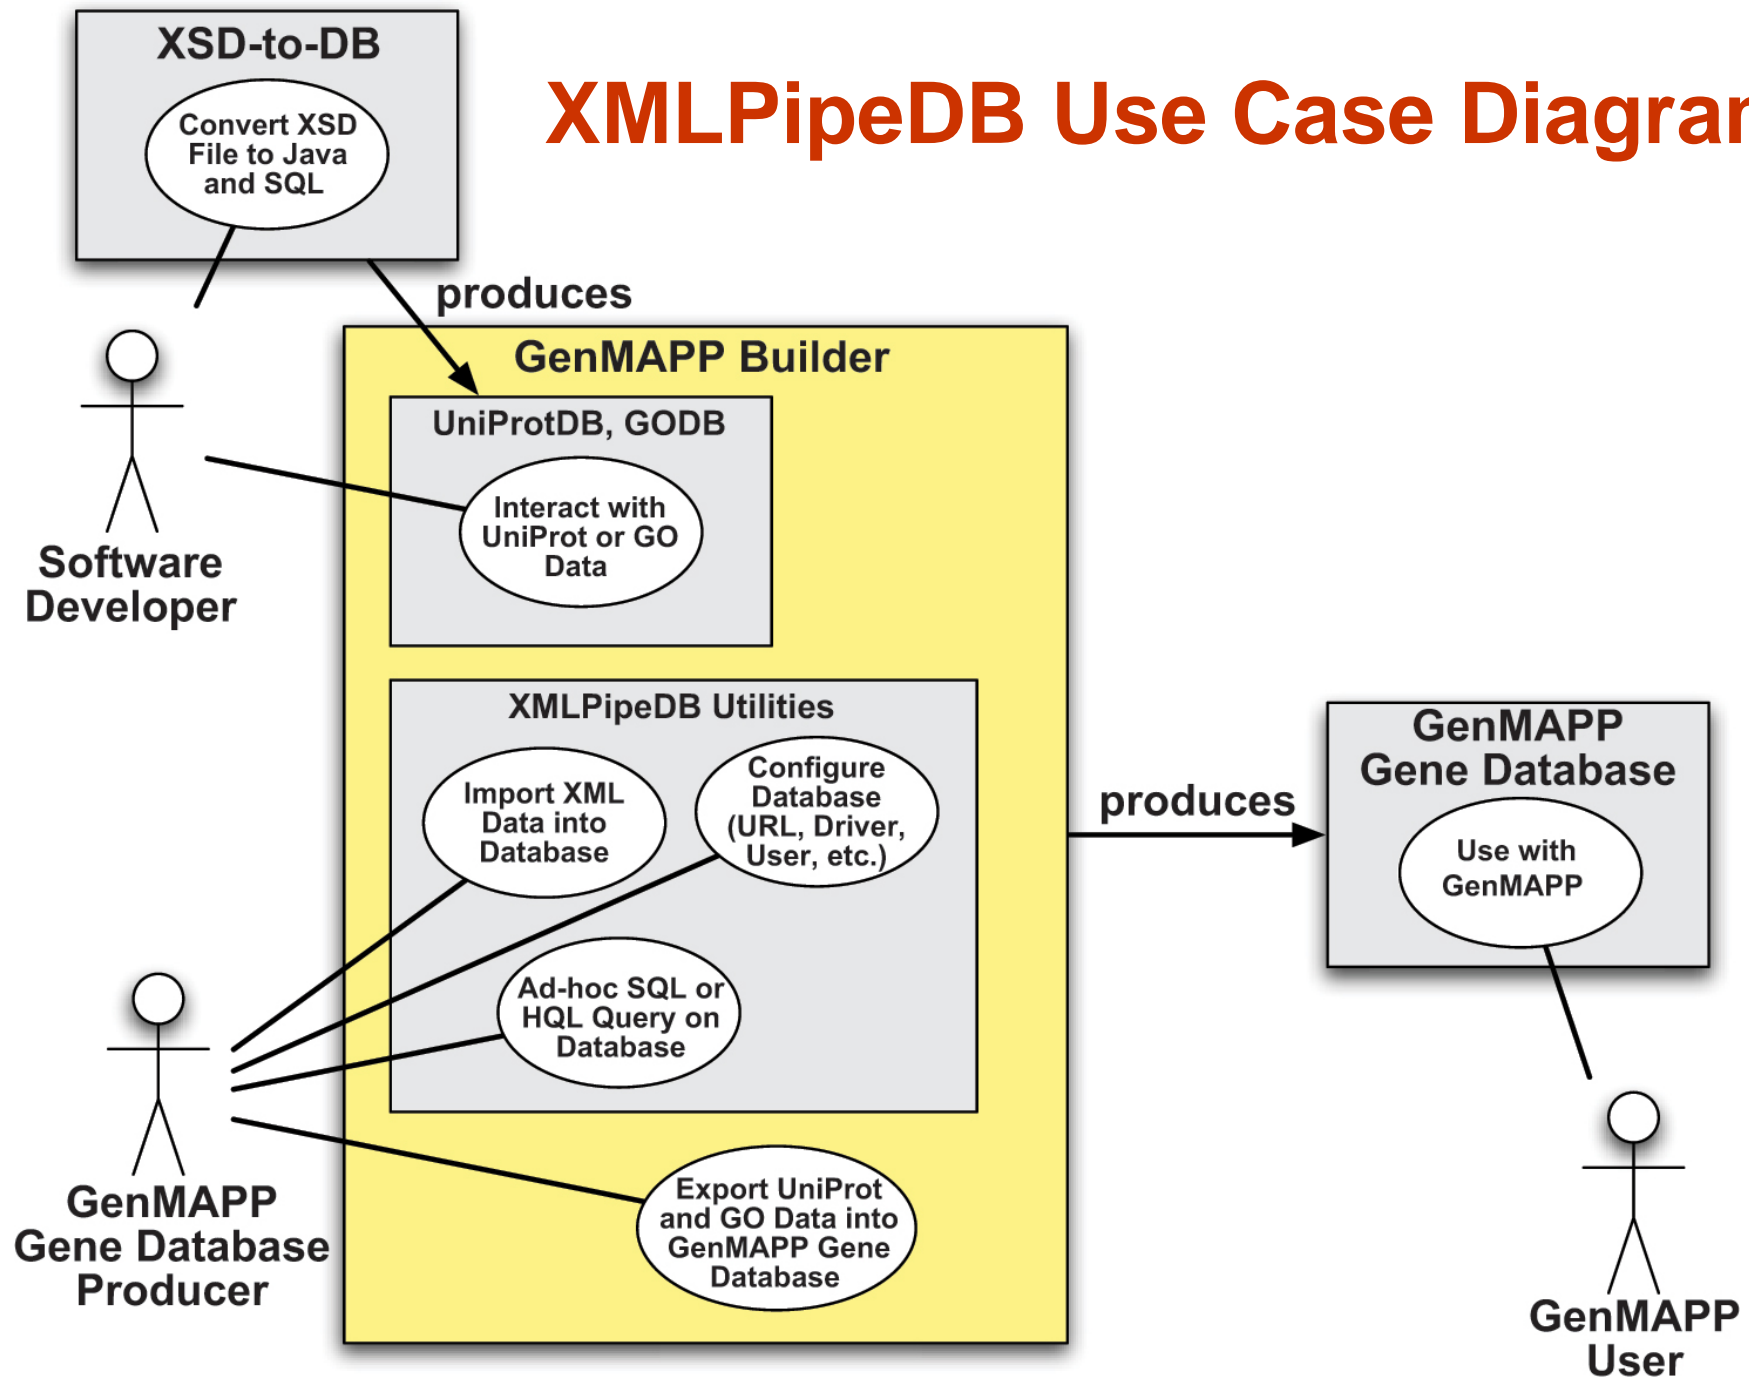 XSD-to-DB
Convert XSD
File to Java
and SQL
XMLPipeDB Use Case Diagra
produces
GenMAPP Builder
UniProtDB, GODB
Interact with
UniProt or GO
Data
Software
Developer
XMLPipeDB Utilities
Import XML
Data into
Database
Configure
Database
(URL, Driver,
User, etc.)
Ad-hoc SQL or
HQL Query on
Database
produces
GenMAPP
Gene Database
Use with
GenMAPP
GenMAPP
Gene Database
Producer
Export UniProt
and GO Data into
GenMAPP Gene
Database
GenMAPP
User